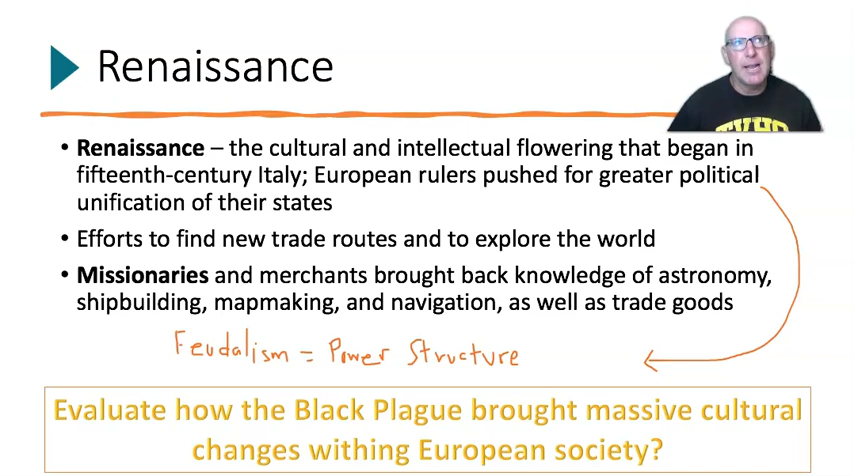 Renaissance
• Renaissance – the cultural and intellectual flowering that began in
fifteenth-century Italy; European rulers pushed for greater political
unification of their states
• Efforts to find new trade routes and to explore the world
• Missionaries and merchants brought back knowledge of astronomy,
shipbuilding, mapmaking, and navigation, as well as trade goods
Feudalism = Power Structure
Evaluate how the Black Plague brought massive cultural
changes withing European society?